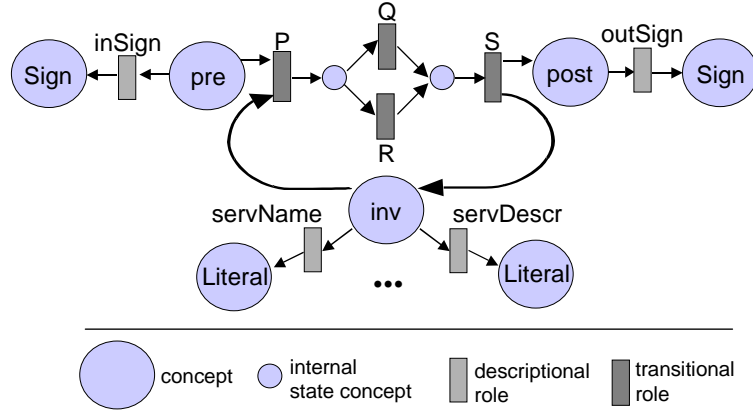 Q
P
S
inSign
outSign
Sign
pre
post
Sign
R
servName
inv
servDescr
Literal
...
Literal
concept
internal
state concept
descriptional
role
transitional
role